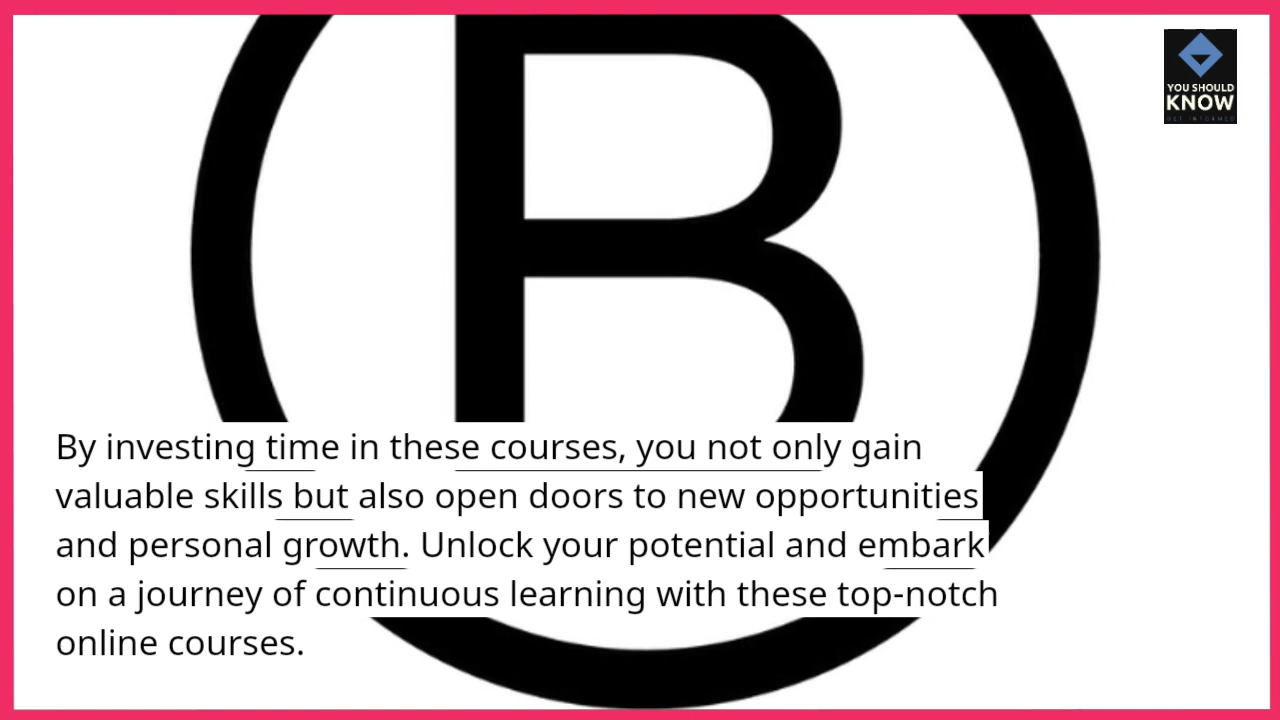 B
YOU SHOULD
KNOW
GET INFORMED
By investing time in these courses, you not only gain
valuable skills but also open doors to new opportunities
and personal growth. Unlock your potential and embark
on a journey of continuous learning with these top-notch
online courses.